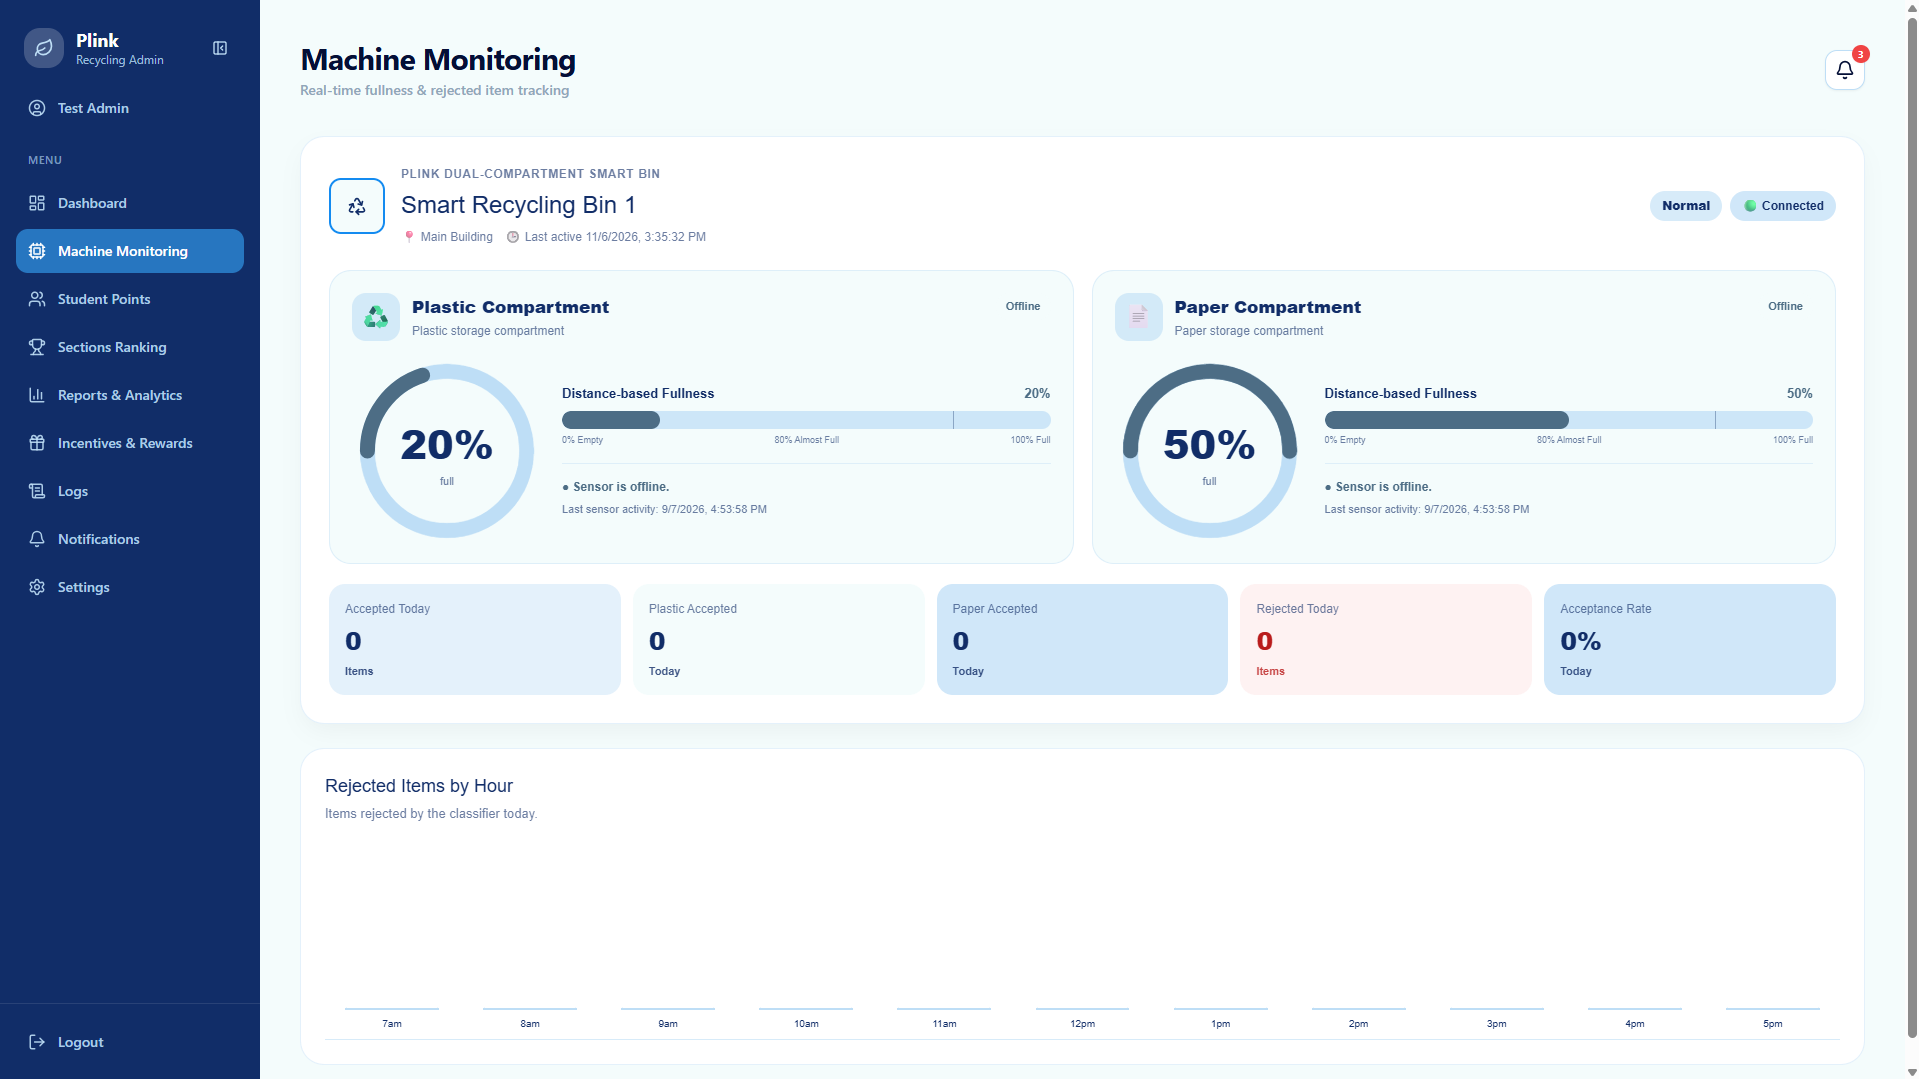 Plink
Recycling Admin
Test Admin
MENU
Dashboard
Machine Monitoring
Student Points
Sections Ranking
Reports & Analytics
Incentives & Rewards
Logs
Notifications
Settings
Logout
Machine Monitoring
Real-time fullness & rejected item tracking
3
PLINK DUAL-COMPARTMENT SMART BIN
Smart Recycling Bin 1
Main Building Last active 11/6/2026, 3:35:32 PM
Normal
Connected
Plastic Compartment
Plastic storage compartment
Offline
20%
full
Distance-based Fullness 20%
0% Empty 80% Almost Full 100% Full
● Sensor is offline.
Last sensor activity: 9/7/2026, 4:53:58 PM
Paper Compartment
Paper storage compartment
Offline
50%
full
Distance-based Fullness 50%
0% Empty 80% Almost Full 100% Full
● Sensor is offline.
Last sensor activity: 9/7/2026, 4:53:58 PM
Accepted Today
0
Items
Plastic Accepted
0
Today
Paper Accepted
0
Today
Rejected Today
0
Items
Acceptance Rate
0%
Today
Rejected Items by Hour
Items rejected by the classifier today.
7am 8am 9am 10am 11am 12pm 1pm 2pm 3pm 4pm 5pm